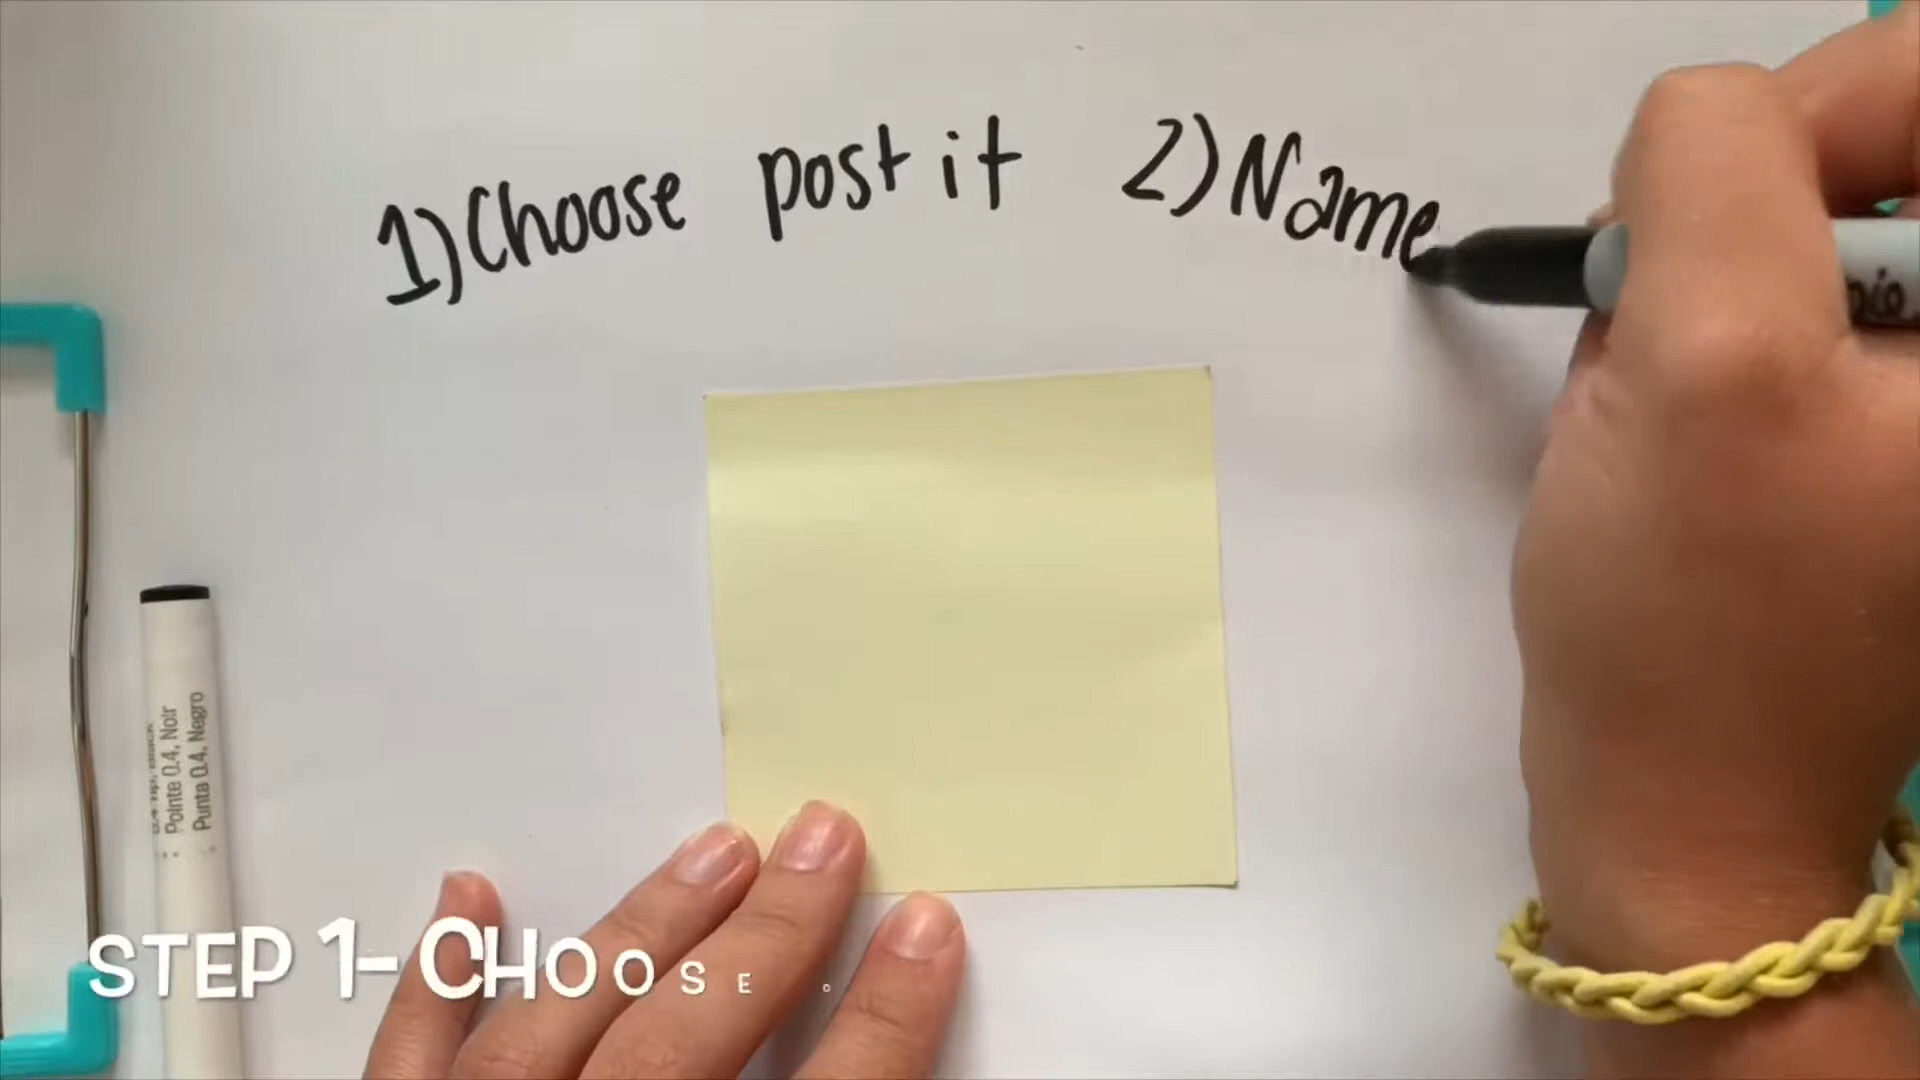 1)Choose post it 2)Name
Pointe 0.4, Noir
Punta 0.4, Negro
STEP 1- CHOOSE